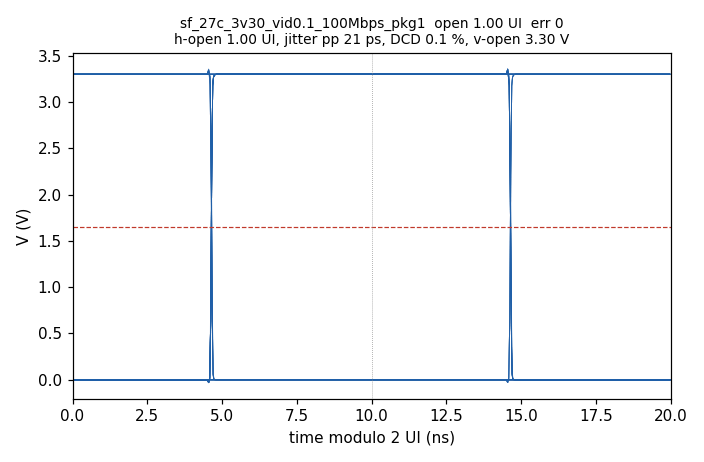 sf_27c_3v30_vid0.1_100Mbps_pkg1  open 1.00 UI  err 0
h-open 1.00 UI, jitter pp 21 ps, DCD 0.1 %, v-open 3.30 V
3.5
3.0
2.5
2.0
1.5
1.0
0.5
0.0
V (V)
0.0 2.5 5.0 7.5 10.0 12.5 15.0 17.5 20.0
time modulo 2 UI (ns)